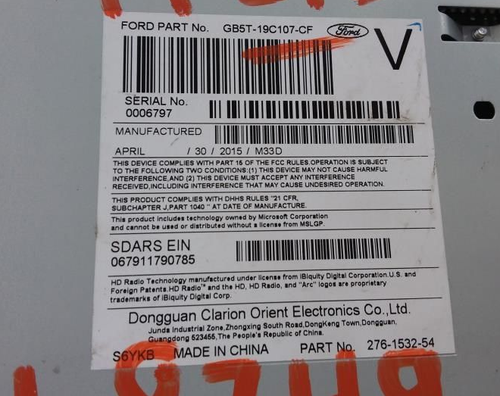 FORD PART No. GB5T-19C107-CF Ford
V
SERIAL No.
0006797
MANUFACTURED
APRIL / 30 / 2015 / M33D
THIS DEVICE COMPLIES WITH PART 15 OF THE FCC RULES.OPERATION IS SUBJECT
TO THE FOLLOWING TWO CONDITIONS:(1) THIS DEVICE MAY NOT CAUSE HARMFUL
INTERFERENCE,AND (2) THIS DEVICE MUST ACCEPT ANY INTERFERENCE
RECEIVED,INCLUDING INTERFERENCE THAT MAY CAUSE UNDESIRED OPERATION.
THIS PRODUCT COMPLIES WITH DHHS RULES "21 CFR,
SUBCHAPTER J,PART 1040" AT DATE OF MANUFACTURE.
This product includes technology owned by Microsoft Corporation
and cannot be used or distributed without a license from MSLGP.
SDARS EIN
067911790785
HD Radio Technology manufactured under license from iBiquity Digital Corporation.U.S. and
Foreign Patents.HD Radio™ and the HD, HD Radio, and "Arc" logos are proprietary
trademarks of iBiquity Digital Corp.
Dongguan Clarion Orient Electronics Co.,Ltd.
Junda Industrial Zone,Zhongxing South Road,DongKeng Town,Dongguan,
Guangdong 523455,The People's Republic of China
S6YKB MADE IN CHINA PART No. 276-1532-54